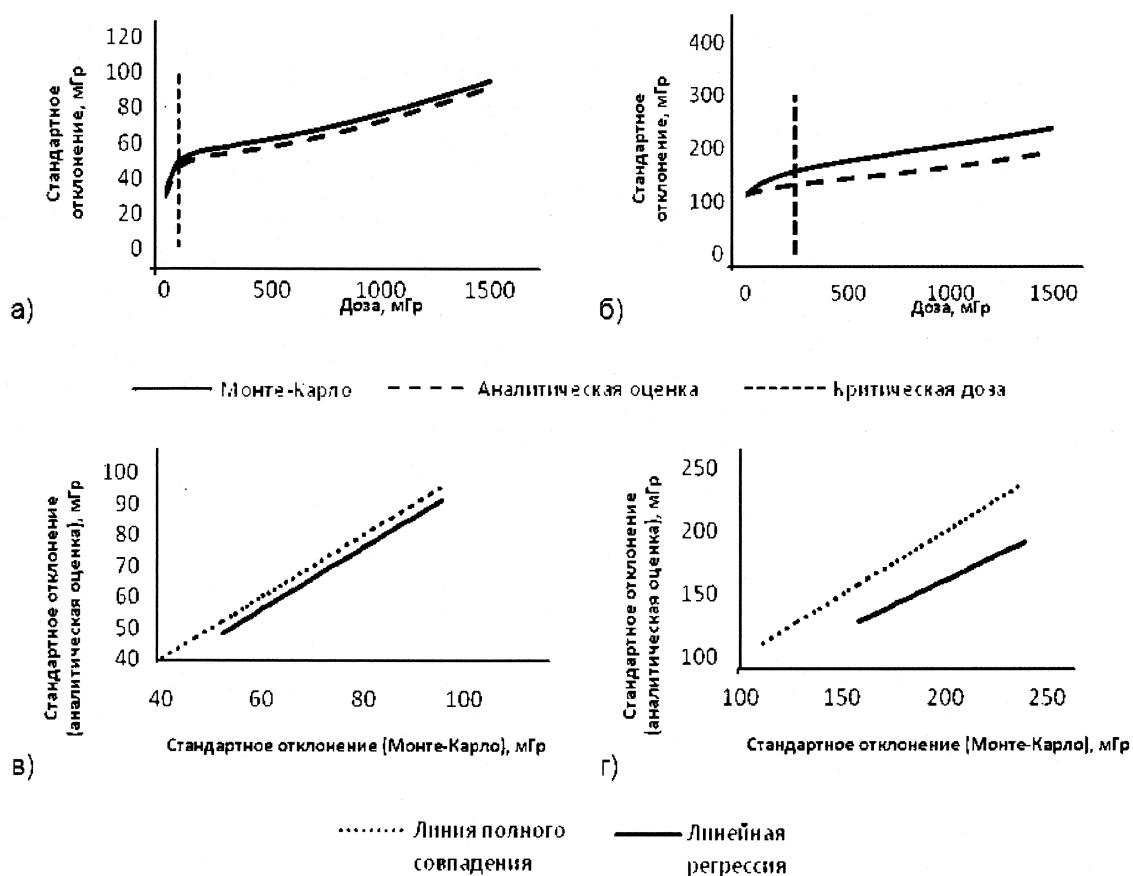 Стандартное
отклонение, мГр
120
100
80
60
40
20
0
0 500 1000 1500
Доза, мГр
а)
Стандартное
отклонение, мГр
400
300
200
100
0
0 500 1000 1500
Доза, мГр
б)
Монте-Карло Аналитическая оценка Критическая доза
Стандартное отклонение
(аналитическая оценка), мГр
100
90
80
70
60
50
40
40 60 80 100
Стандартное отклонение (Монте-Карло), мГр
в)
Стандартное отклонение
(аналитическая оценка), мГр
250
200
150
100
100 150 200 250
Стандартное отклонение (Монте-Карло), мГр
г)
Линия полного
совпадения
Линейная
регрессия